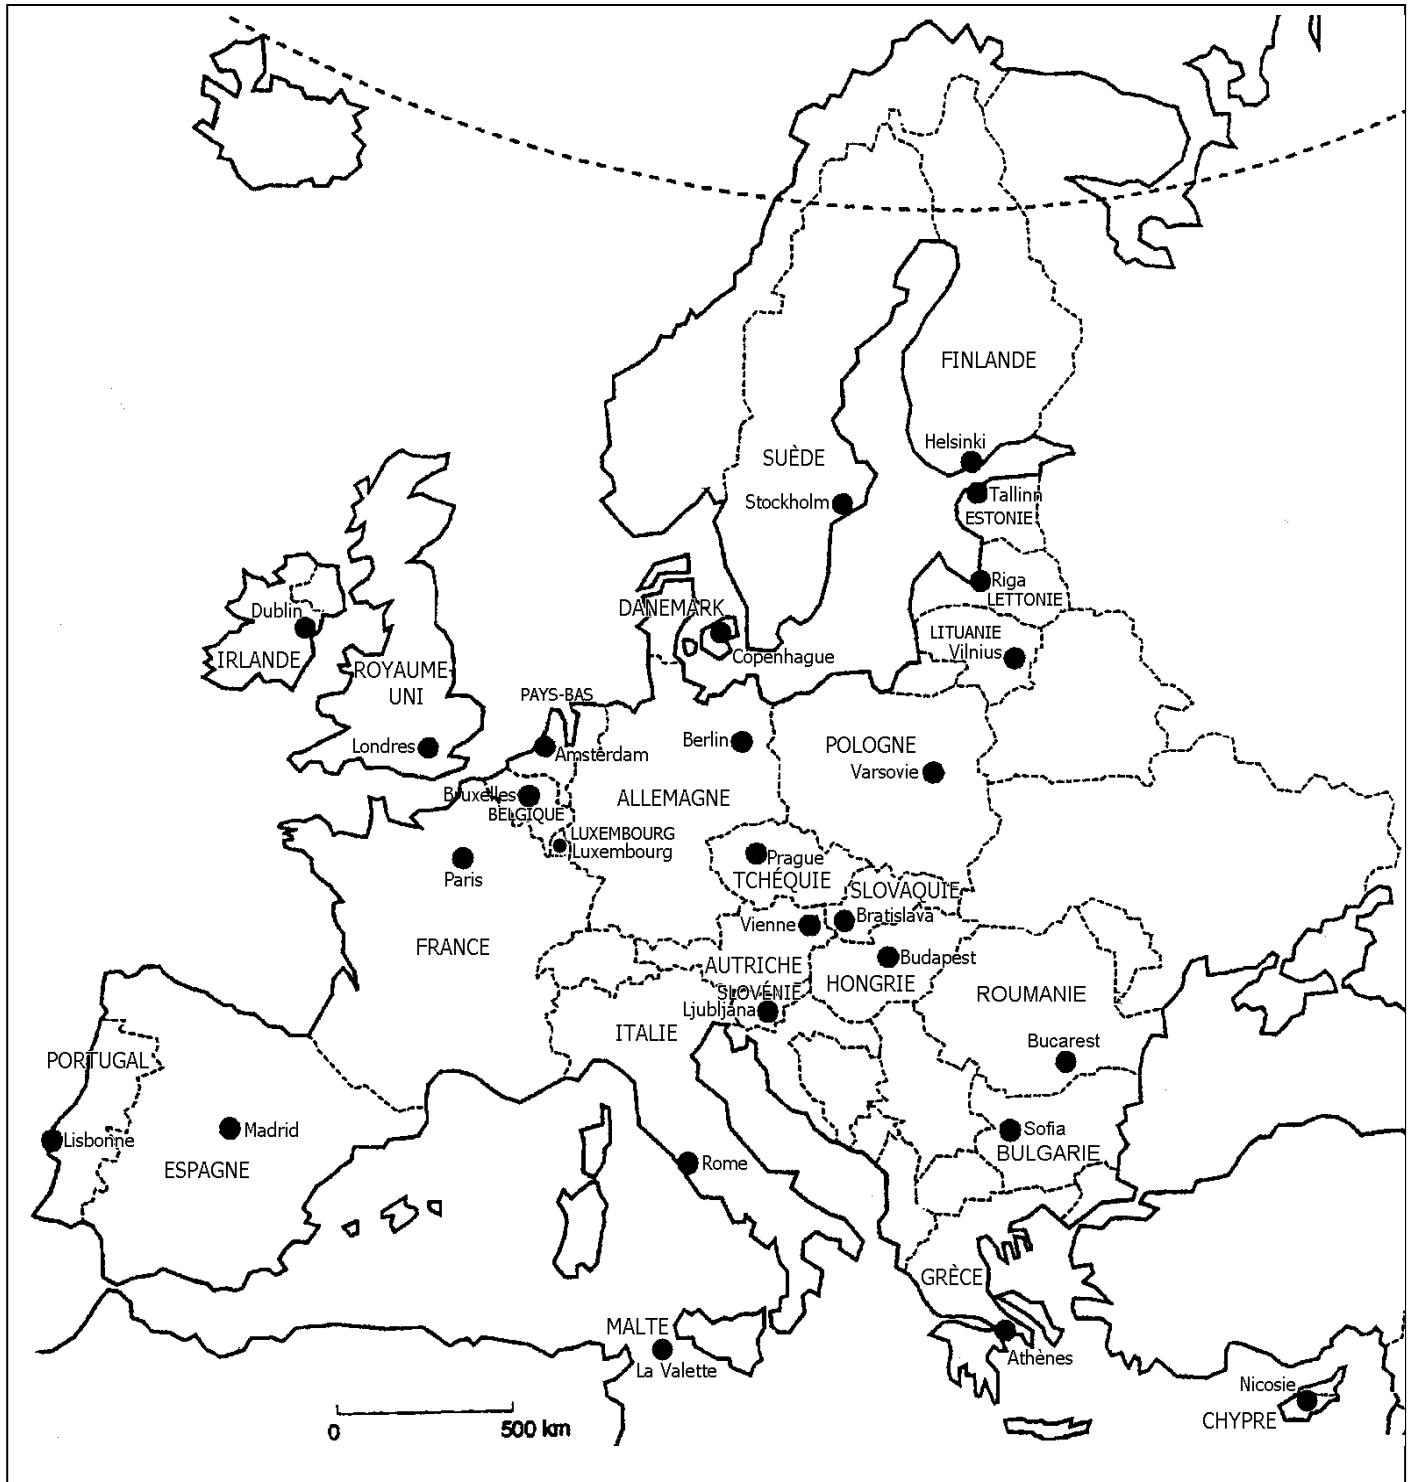 FINLANDE
Helsinki
SUÈDE
Stockholm
Tallinn
ESTONIE
Riga
LETTONIE
DANEMARK
Copenhague
LITUANIE
Vilnius
Dublin
IRLANDE
ROYAUME-
UNI
Londres
PAYS-BAS
Amsterdam
Berlin
POLOGNE
Varsovie
Bruxelles
BELGIQUE
ALLEMAGNE
LUXEMBOURG
Luxembourg
Paris
Prague
TCHÉQUIE
SLOVAQUIE
Bratislava
Vienne
FRANCE
AUTRICHE
Budapest
HONGRIE
SLOVÉNIE
Ljubljana
ROUMANIE
ITALIE
Bucarest
PORTUGAL
Lisbonne
Madrid
ESPAGNE
Rome
Sofia
BULGARIE
GRÈCE
MALTE
La Valette
Athènes
Nicosie
CHYPRE
0 500 km